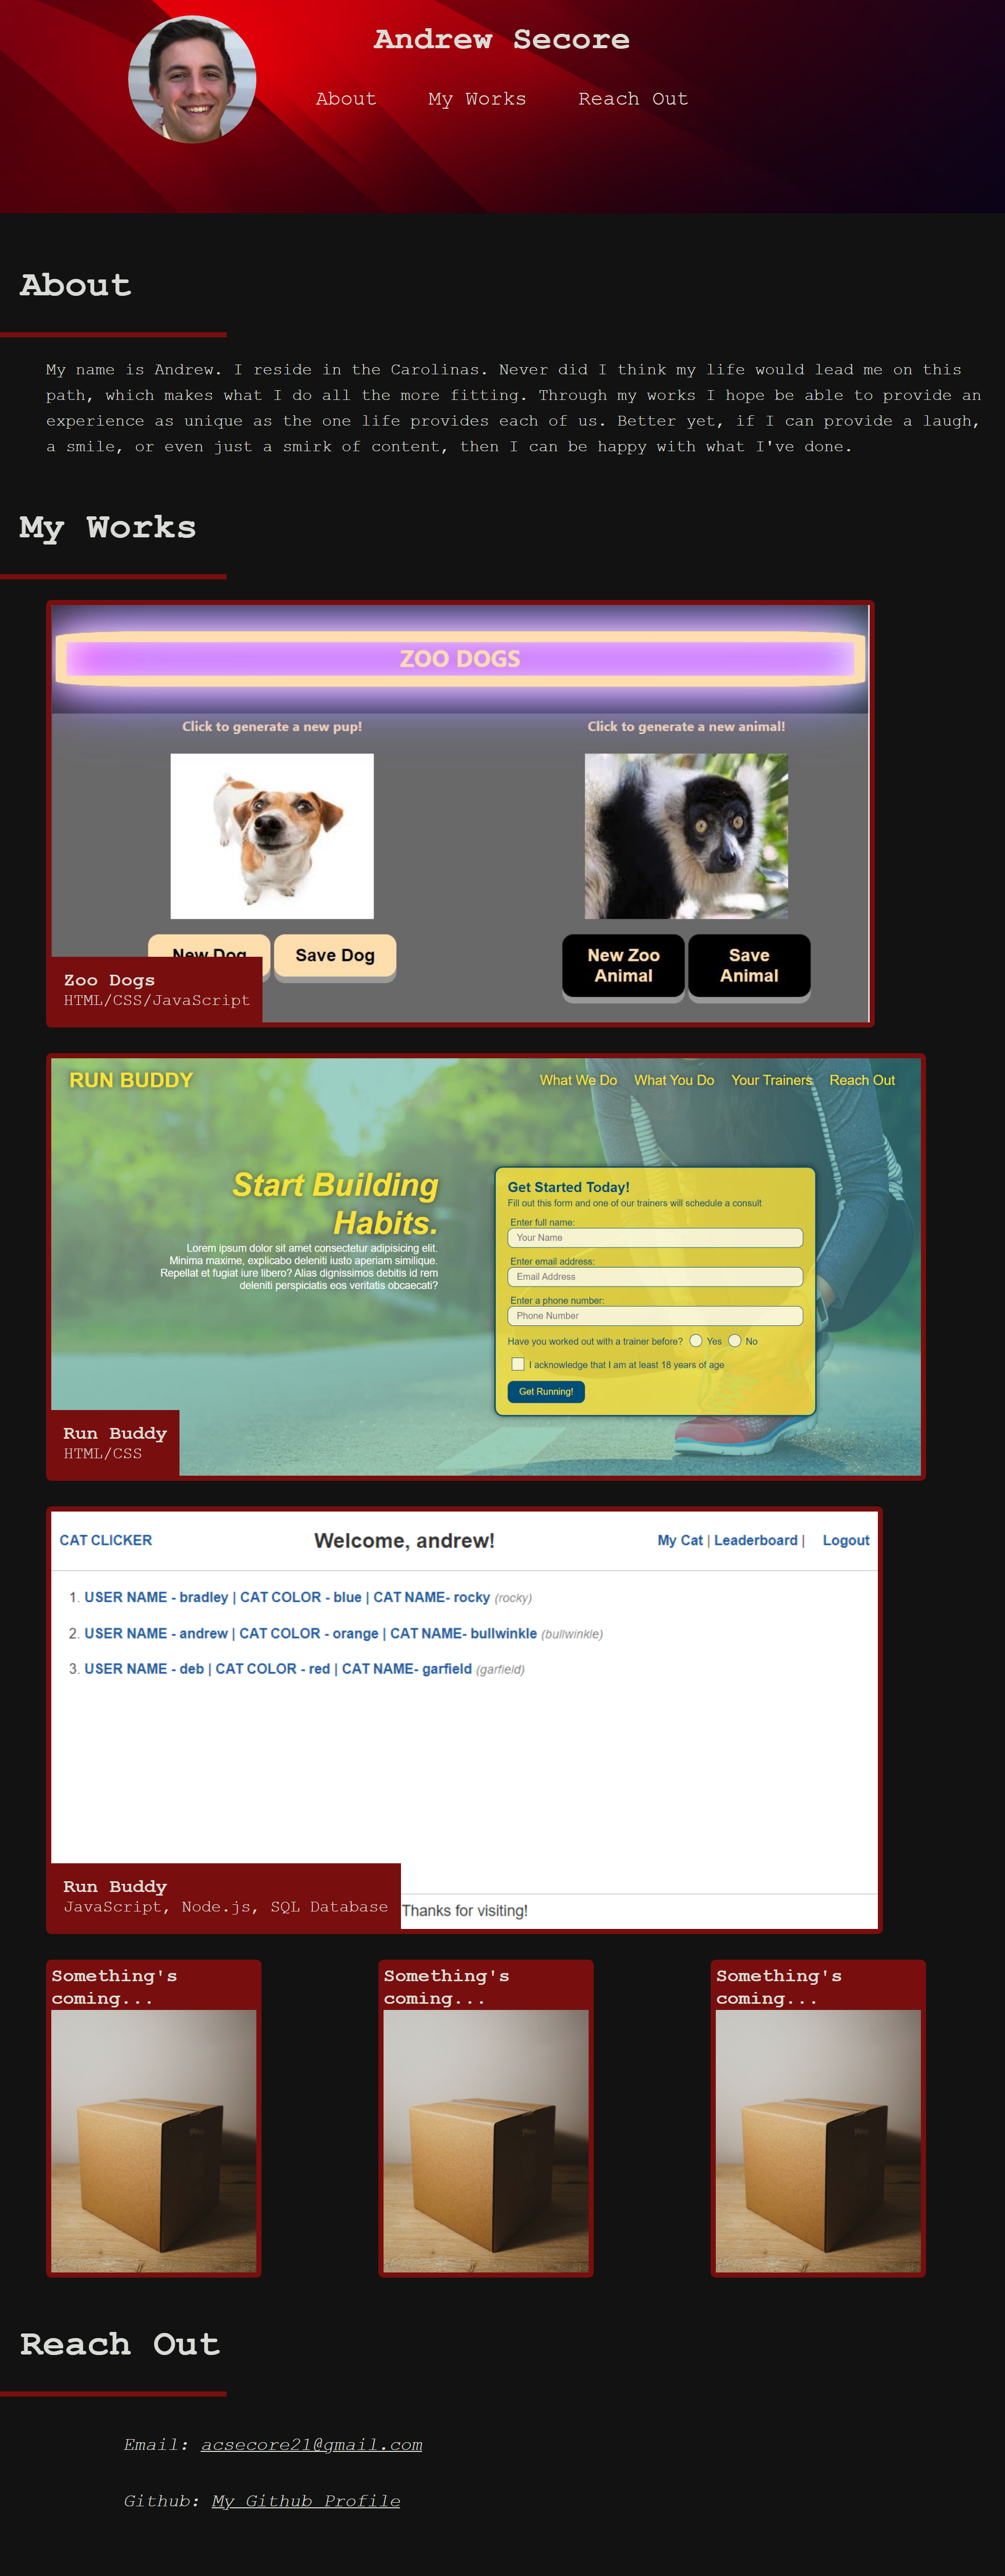 Andrew Secore
About My Works Reach Out
About
My name is Andrew. I reside in the Carolinas. Never did I think my life would lead me on this
path, which makes what I do all the more fitting. Through my works I hope be able to provide an
experience as unique as the one life provides each of us. Better yet, if I can provide a laugh,
a smile, or even just a smirk of content, then I can be happy with what I've done.
My Works
ZOO DOGS
Click to generate a new pup! Click to generate a new animal!
New Dog Save Dog
New Zoo Animal Save Animal
Zoo Dogs
HTML/CSS/JavaScript
RUN BUDDY
What We Do What You Do Your Trainers Reach Out
Start Building
Habits.
Lorem ipsum dolor sit amet consectetur adipisicing elit.
Minima maxime, explicabo deleniti iusto aperiam similique.
Repellat et fugiat iure libero? Alias dignissimos debitis id rem
deleniti perspiciatis eos veritatis obcaecati?
Get Started Today!
Fill out this form and one of our trainers will schedule a consult
Enter full name:
Your Name
Enter email address:
Email Address
Enter a phone number:
Phone Number
Have you worked out with a trainer before? Yes No
I acknowledge that I am at least 18 years of age
Get Running!
Run Buddy
HTML/CSS
CAT CLICKER Welcome, andrew! My Cat | Leaderboard | Logout
1. USER NAME - bradley | CAT COLOR - blue | CAT NAME- rocky (rocky)
2. USER NAME - andrew | CAT COLOR - orange | CAT NAME- bullwinkle (bullwinkle)
3. USER NAME - deb | CAT COLOR - red | CAT NAME- garfield (garfield)
Run Buddy
JavaScript, Node.js, SQL Database
Thanks for visiting!
Something's
coming...
Something's
coming...
Something's
coming...
Reach Out
Email: acsecore21@gmail.com
Github: My Github Profile